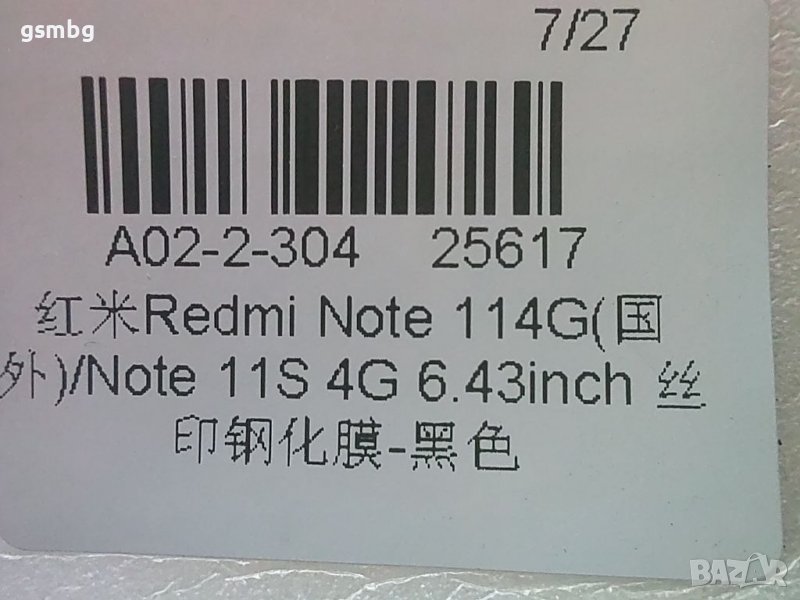 gsmbg
7/27
A02-2-304 25617
红米Redmi Note 114G(国
外)/Note 11S 4G 6.43inch 丝
印钢化膜-黑色
BAZAR